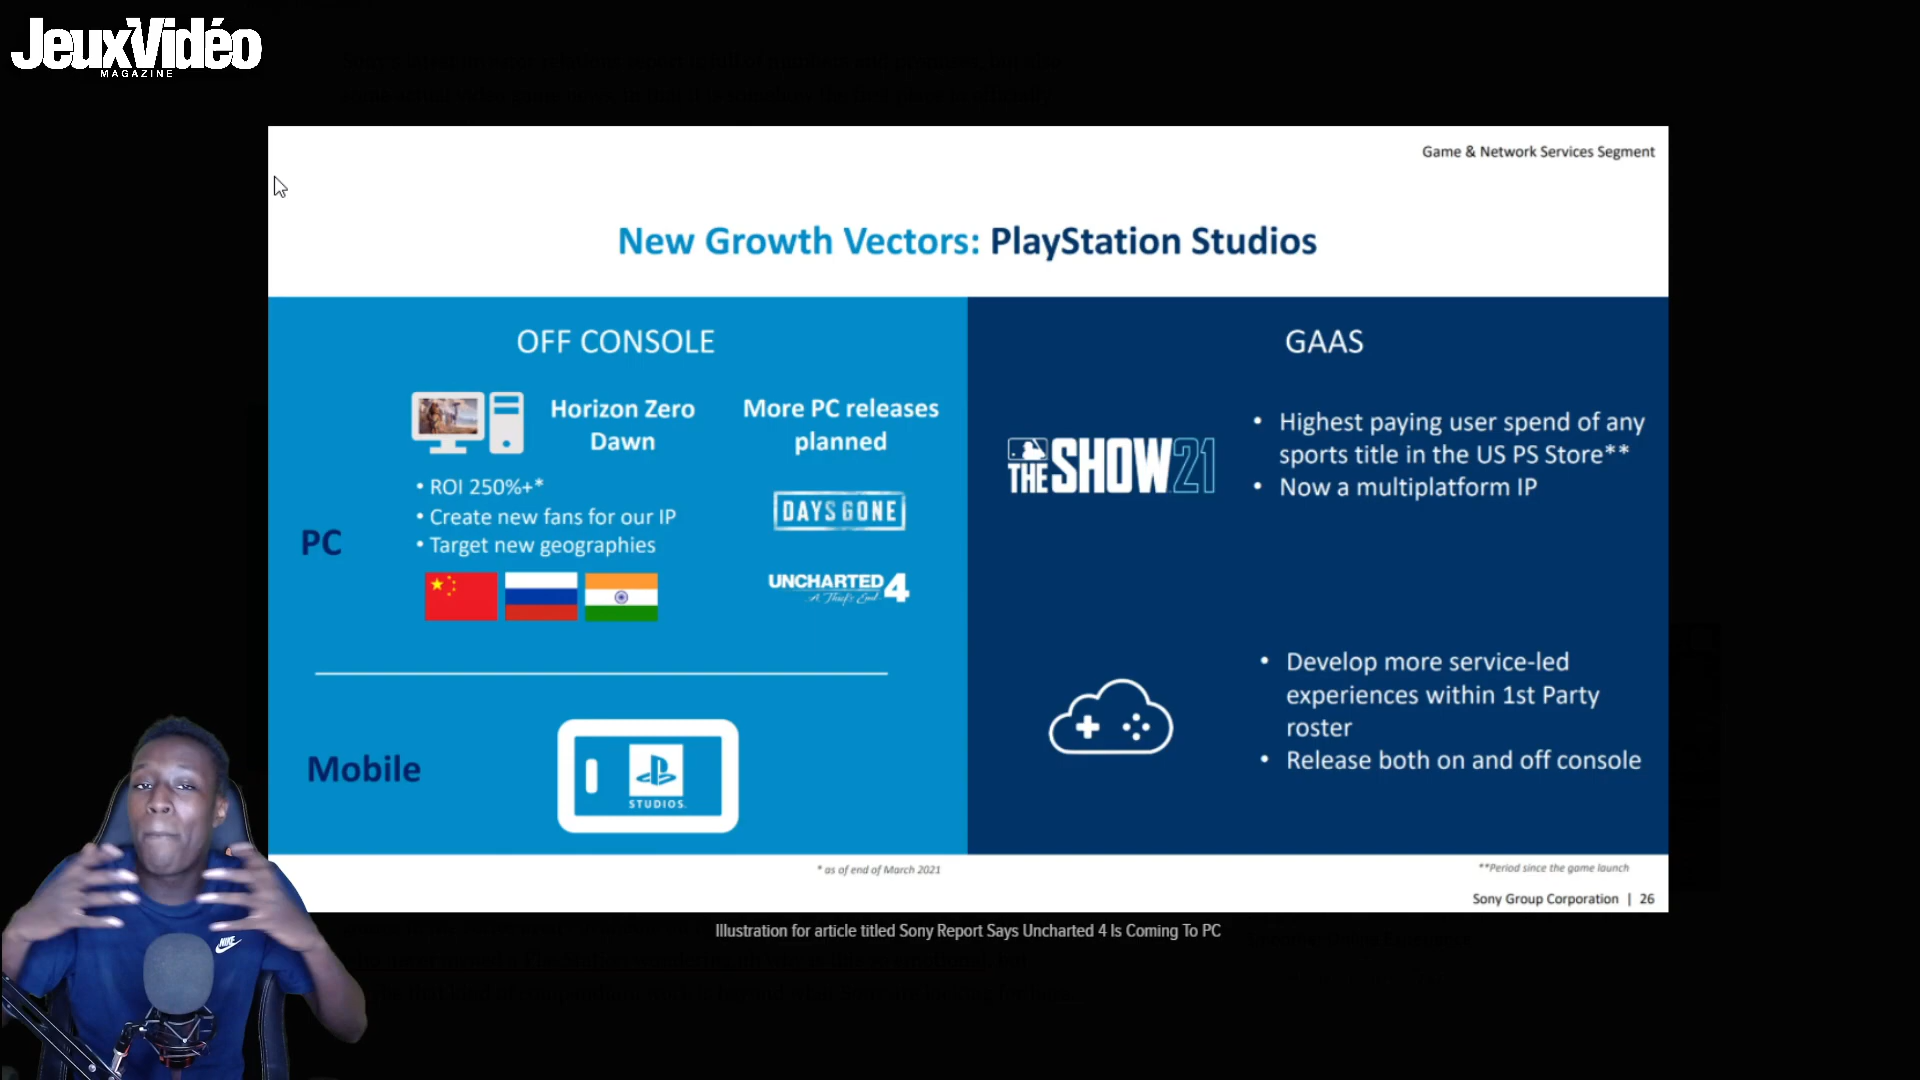 JeuxVidéo
MAGAZINE
Game & Network Services Segment
New Growth Vectors: PlayStation Studios
OFF CONSOLE
PC
Horizon Zero
Dawn
• ROI 250%+*
• Create new fans for our IP
• Target new geographies
More PC releases
planned
DAYS GONE
UNCHARTED 4
A Thief's End
Mobile
STUDIOS
GAAS
THE SHOW 21
• Highest paying user spend of any
sports title in the US PS Store**
• Now a multiplatform IP
• Develop more service-led
experiences within 1st Party
roster
• Release both on and off console
* as of end of March 2021
**Period since the game launch
Sony Group Corporation | 26
Illustration for article titled Sony Report Says Uncharted 4 Is Coming To PC
NIKE